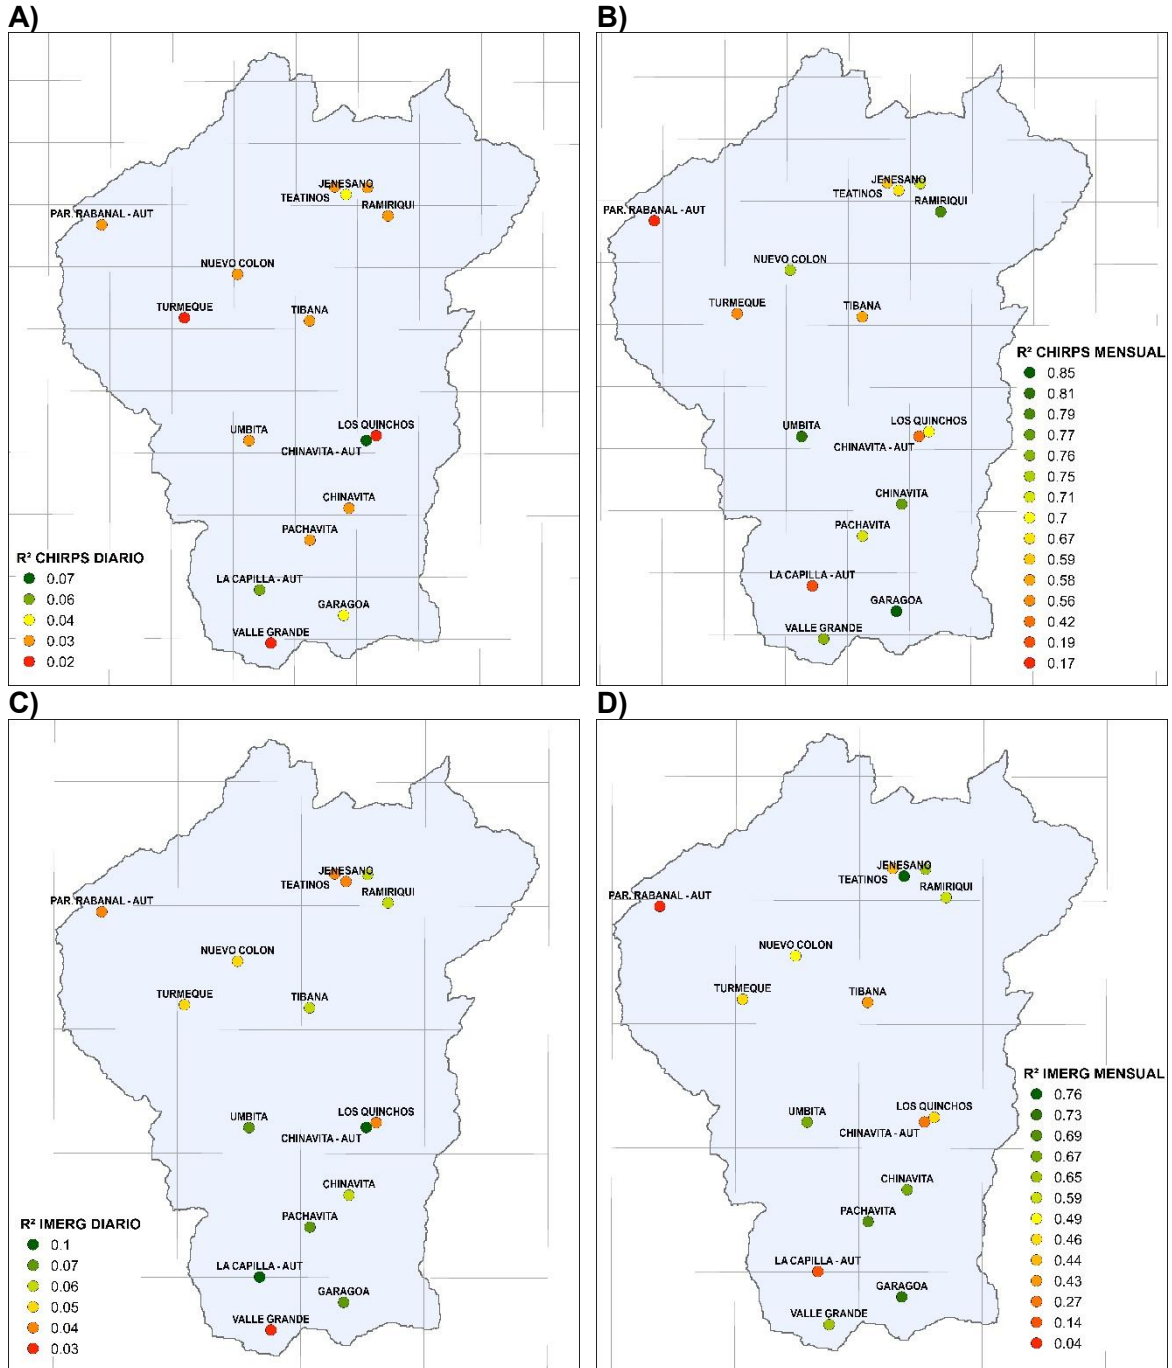 A)
JENESANO
TEATINOS
RAMIRIQUI
PAR. RABANAL - AUT
NUEVO COLON
TURMEQUE
TIBANA
UMBITA
LOS QUINCHOS
CHINAVITA - AUT
CHINAVITA
PACHAVITA
LA CAPILLA - AUT
GARAGOA
VALLE GRANDE
R² CHIRPS DIARIO
0.07
0.06
0.04
0.03
0.02
B)
JENESANO
TEATINOS
RAMIRIQUI
PAR. RABANAL - AUT
NUEVO COLON
TURMEQUE
TIBANA
UMBITA
LOS QUINCHOS
CHINAVITA - AUT
CHINAVITA
PACHAVITA
LA CAPILLA - AUT
GARAGOA
VALLE GRANDE
R² CHIRPS MENSUAL
0.85
0.81
0.79
0.77
0.76
0.75
0.71
0.7
0.67
0.59
0.58
0.56
0.42
0.19
0.17
C)
JENESANO
TEATINOS
RAMIRIQUI
PAR. RABANAL - AUT
NUEVO COLON
TURMEQUE
TIBANA
UMBITA
LOS QUINCHOS
CHINAVITA - AUT
CHINAVITA
PACHAVITA
LA CAPILLA - AUT
GARAGOA
VALLE GRANDE
R² IMERG DIARIO
0.1
0.07
0.06
0.05
0.04
0.03
D)
JENESANO
TEATINOS
RAMIRIQUI
PAR. RABANAL - AUT
NUEVO COLON
TURMEQUE
TIBANA
UMBITA
LOS QUINCHOS
CHINAVITA - AUT
CHINAVITA
PACHAVITA
LA CAPILLA - AUT
GARAGOA
VALLE GRANDE
R² IMERG MENSUAL
0.76
0.73
0.69
0.67
0.65
0.59
0.49
0.46
0.44
0.43
0.27
0.14
0.04